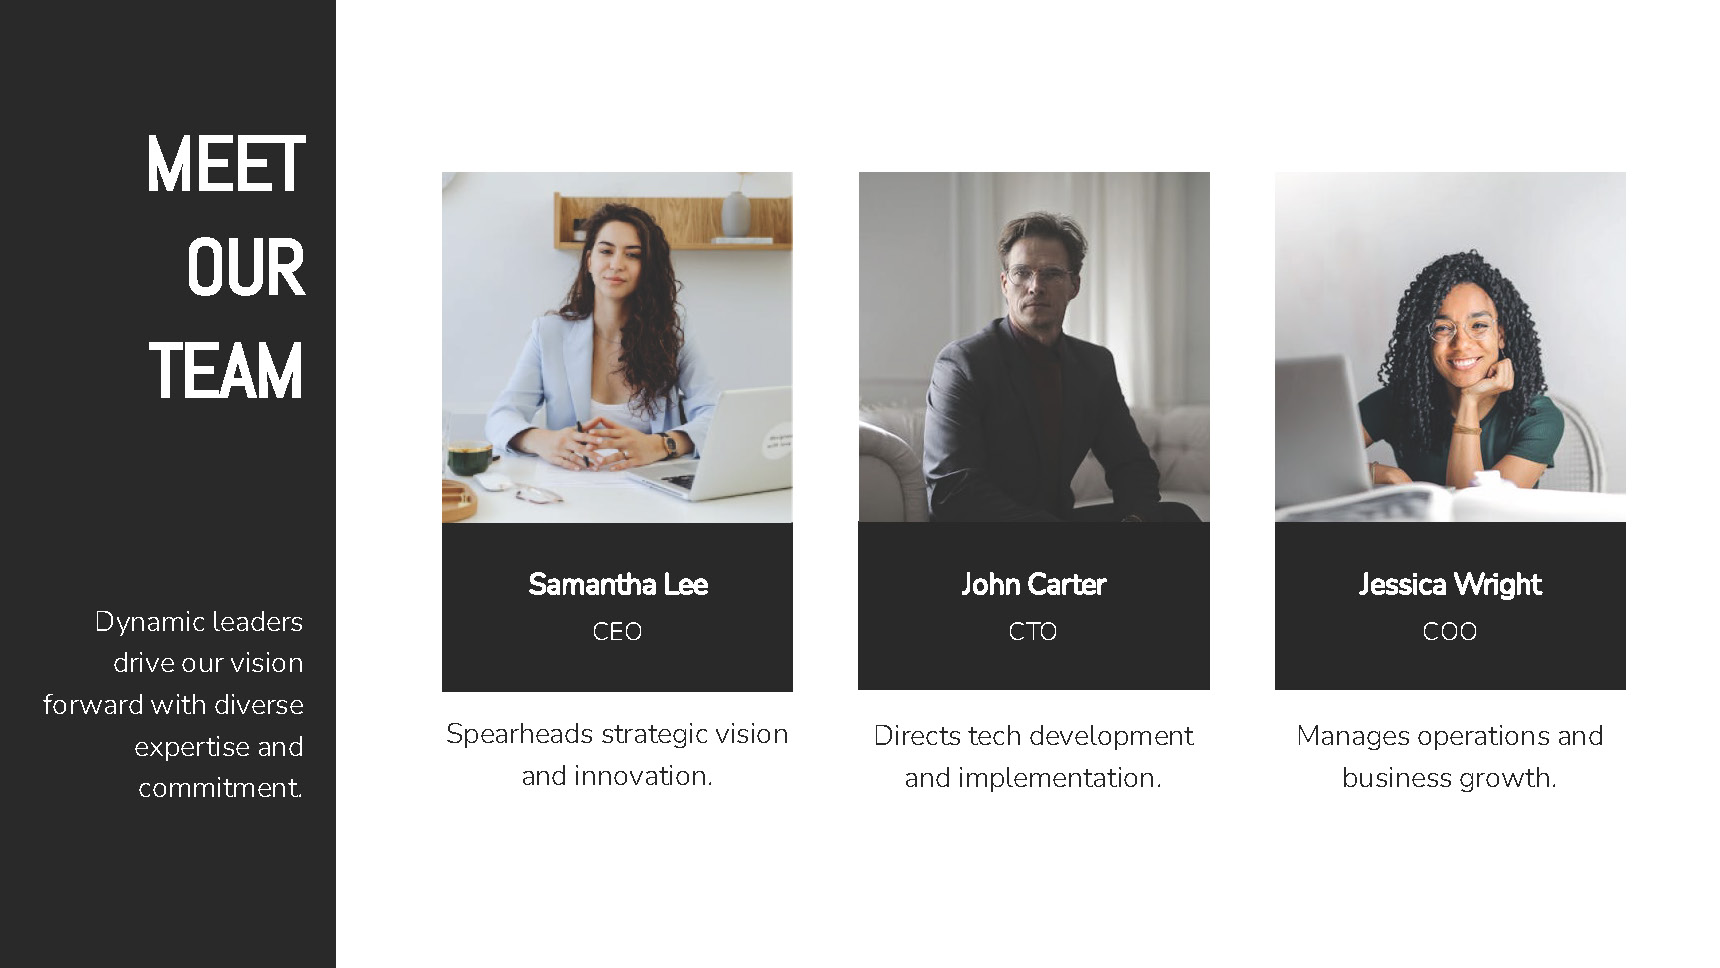 MEET
OUR
TEAM
Dynamic leaders
drive our vision
forward with diverse
expertise and
commitment.
Samantha Lee
CEO
Spearheads strategic vision
and innovation.
John Carter
CTO
Directs tech development
and implementation.
Jessica Wright
COO
Manages operations and
business growth.